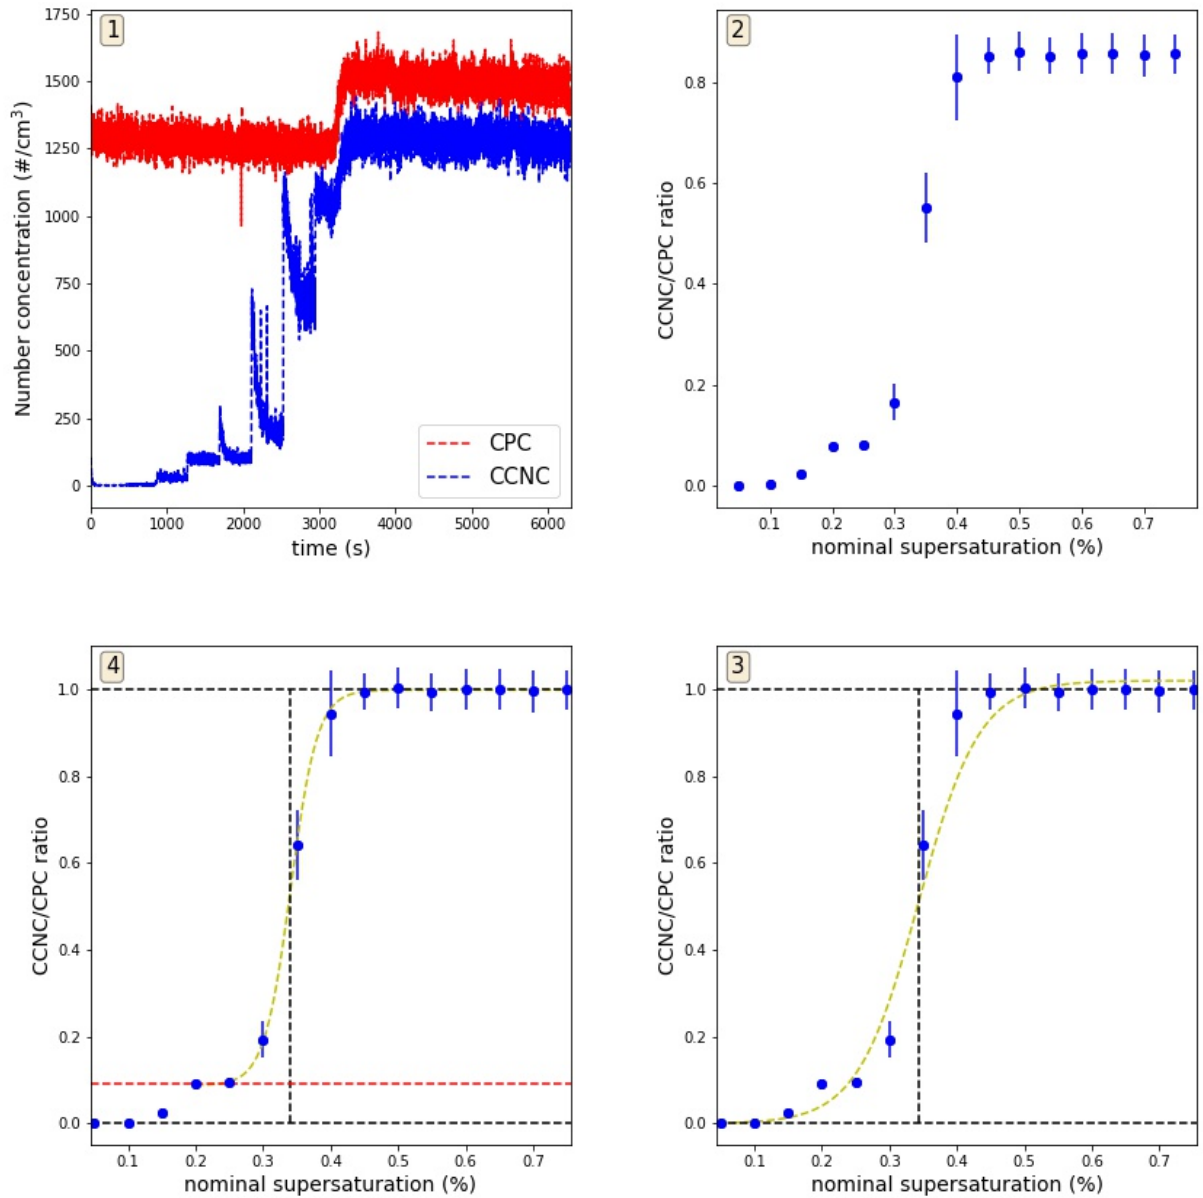 1
1750
1500
1250
1000
750
500
250
0
Number concentration (#/cm³)
CPC
CCNC
0 1000 2000 3000 4000 5000 6000
time (s)
2
0.8
0.6
0.4
0.2
0.0
CCNC/CPC ratio
0.1 0.2 0.3 0.4 0.5 0.6 0.7
nominal supersaturation (%)
4
1.0
0.8
0.6
0.4
0.2
0.0
CCNC/CPC ratio
0.1 0.2 0.3 0.4 0.5 0.6 0.7
nominal supersaturation (%)
3
1.0
0.8
0.6
0.4
0.2
0.0
CCNC/CPC ratio
0.1 0.2 0.3 0.4 0.5 0.6 0.7
nominal supersaturation (%)